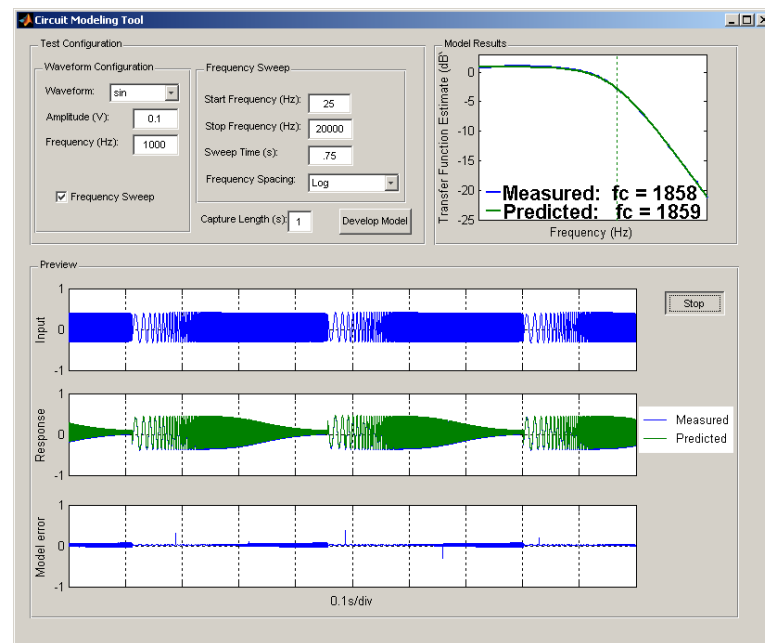 Circuit Modeling Tool
Test Configuration
Waveform Configuration
Waveform: sin
Amplitude (V): 0.1
Frequency (Hz): 1000
Frequency Sweep
Frequency Sweep
Start Frequency (Hz): 25
Stop Frequency (Hz): 20000
Sweep Time (s): .75
Frequency Spacing: Log
Capture Length (s): 1
Develop Model
Model Results
Transfer Function Estimate (dB)
0
-5
-10
-15
-20
-25
Measured: fc = 1858
Predicted: fc = 1859
Frequency (Hz)
Preview
Input
1
0
-1
Stop
Response
1
0
-1
Measured
Predicted
Model error
1
0
-1
0.1s/div